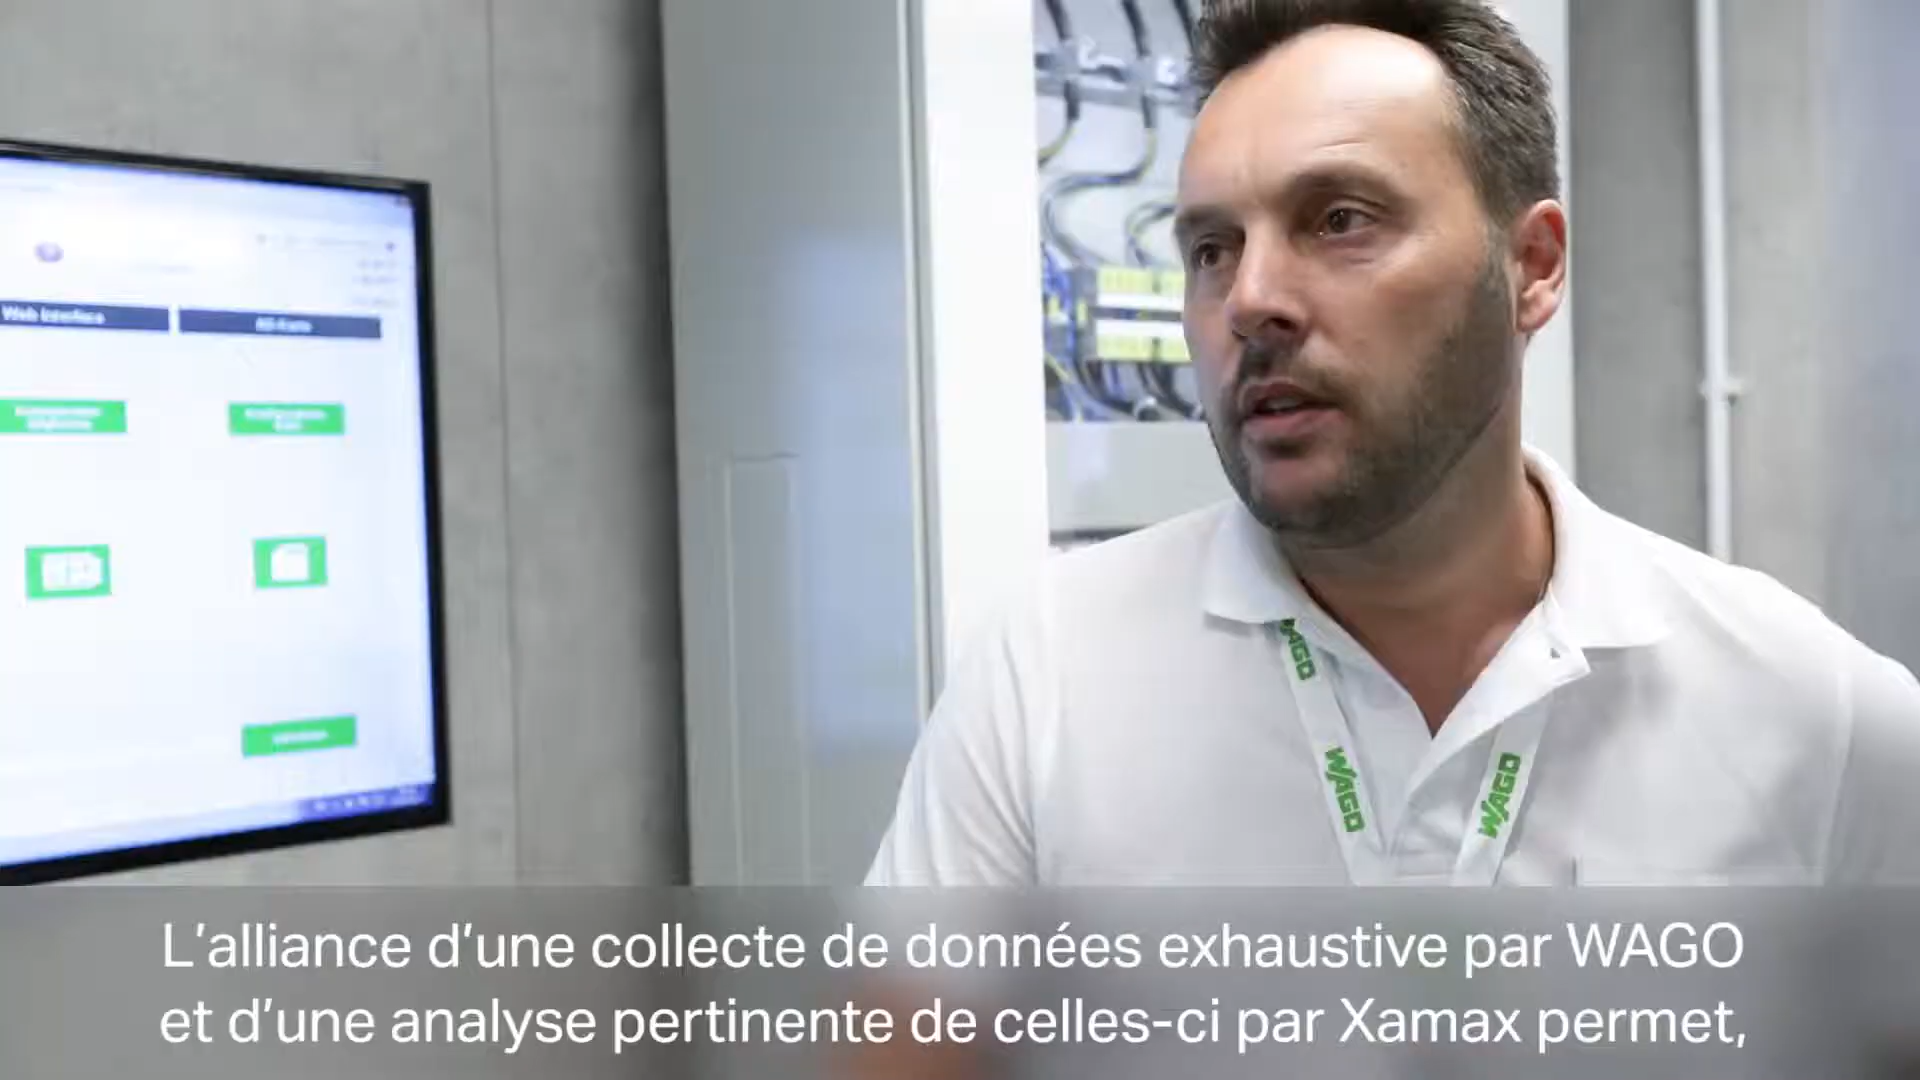 Web Interface
WAGO
WAGO
WAGO
L'alliance d'une collecte de données exhaustive par WAGO
et d'une analyse pertinente de celles-ci par Xamax permet,